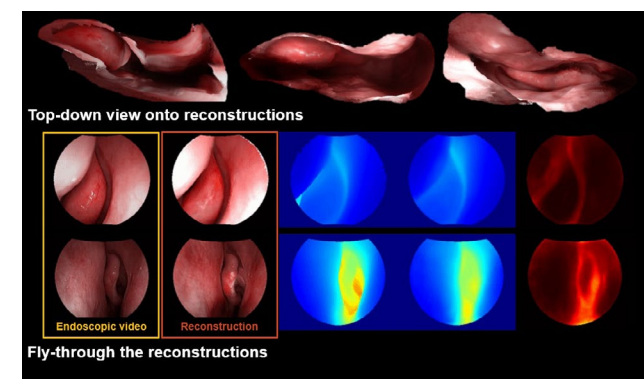 Top-down view onto reconstructions
Endoscopic video
Reconstruction
Fly-through the reconstructions